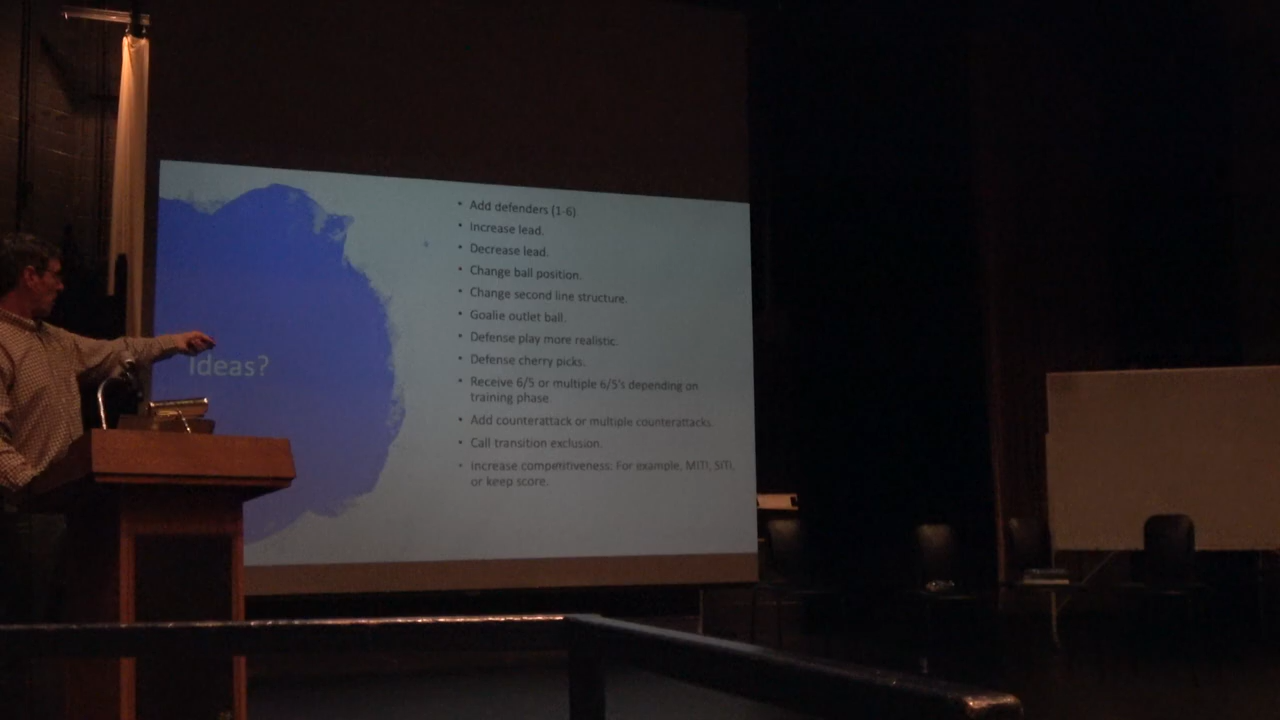 Ideas?
• Add defenders (1-6)
• Increase lead.
• Decrease lead.
• Change ball position.
• Change second line structure.
• Goalie outlet ball.
• Defense play more realistic.
• Defense cherry picks.
• Receive 6/5 or multiple 6/5's depending on
training phase.
• Add counterattack or multiple counterattacks.
• Call transition exclusion.
• Increase competitiveness: For example, MITI, SITI,
or keep score.